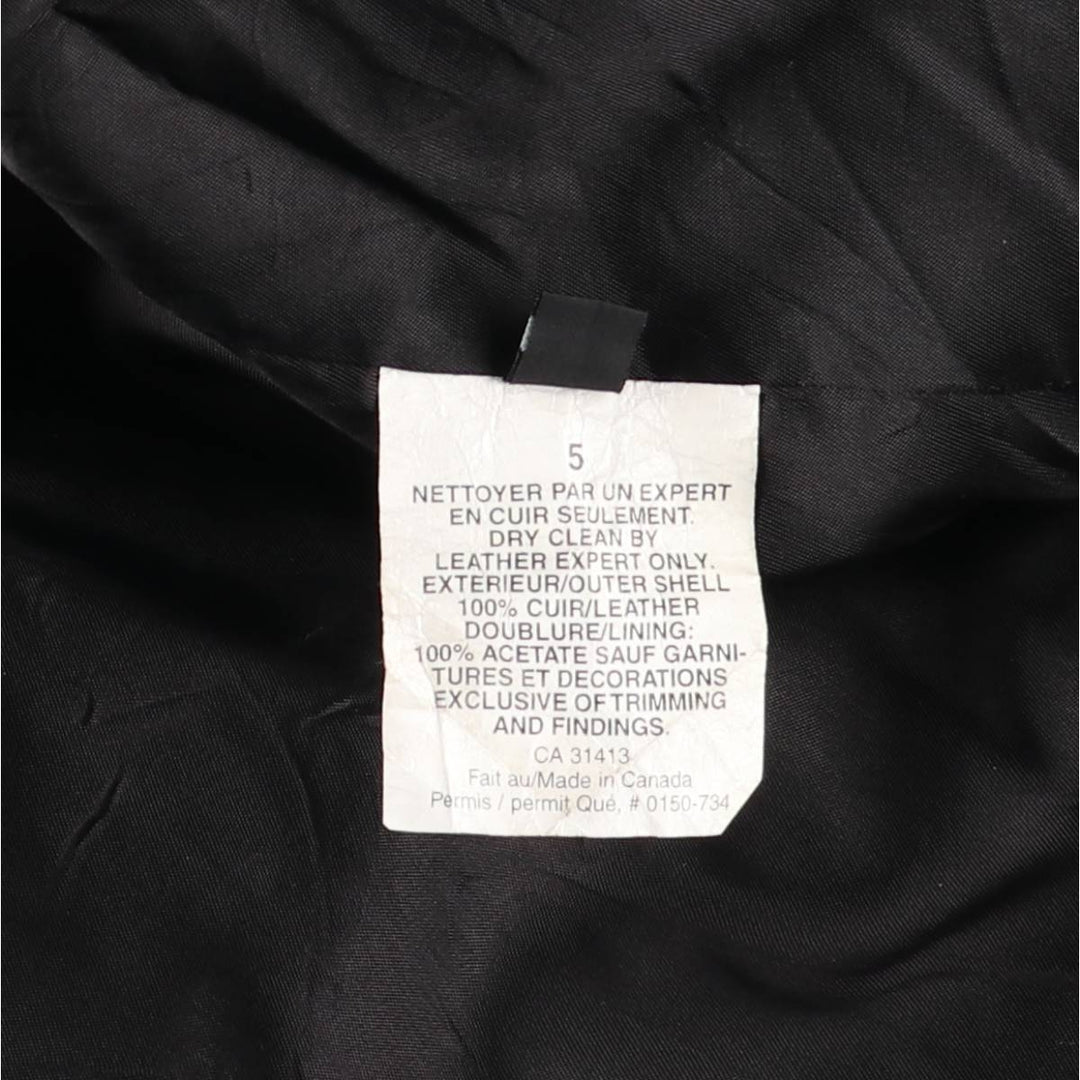 5
NETTOYER PAR UN EXPERT
EN CUIR SEULEMENT.
DRY CLEAN BY
LEATHER EXPERT ONLY.
EXTERIEUR/OUTER SHELL
100% CUIR/LEATHER
DOUBLURE/LINING:
100% ACETATE SAUF GARNI-
TURES ET DECORATIONS
EXCLUSIVE OF TRIMMING
AND FINDINGS.
CA 31413
Fait au/Made in Canada
Permis / permit Qué, # 0150-734